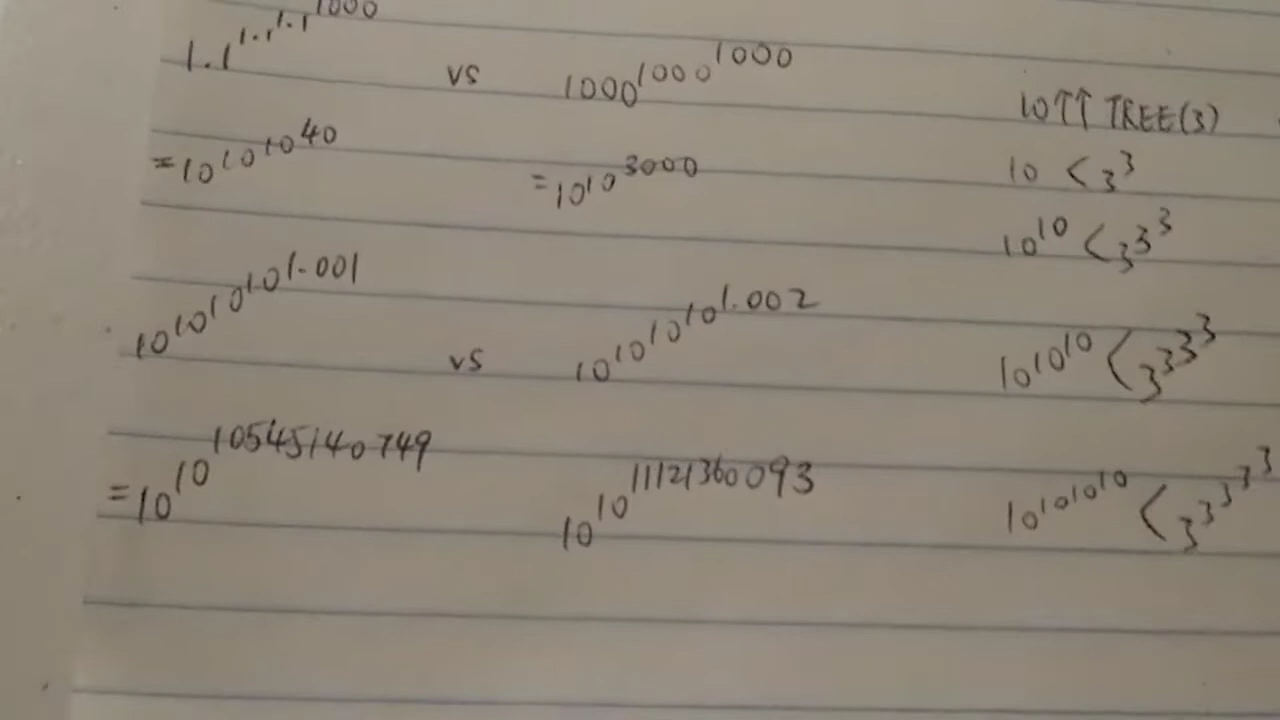 1.1^1.1^1.1^1000 vs 1000^1000^1000
=10^10^10^40 =10^10^3000
10^10^10^10^10^1.001 vs 10^10^10^10^10^1.002
=10^10^10545140749 10^10^11121360093
10↑↑ TREE(3)
10 < 3^3
10^10 < 3^3^3
10^10^10 < 3^3^3^3
10^10^10^10 < 3^3^3^3^3